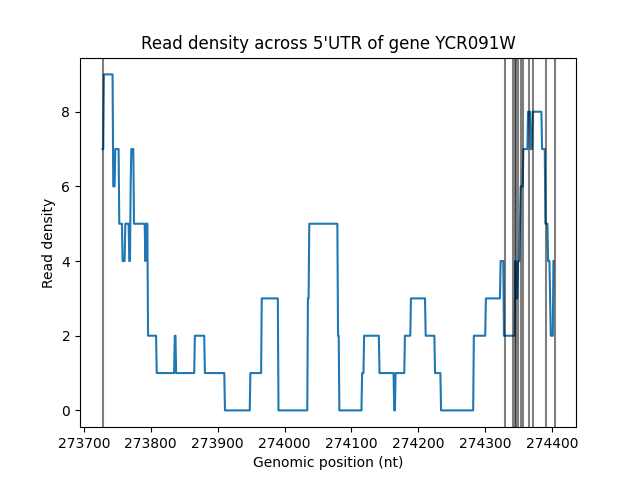 Read density across 5'UTR of gene YCR091W
Read density
8
6
4
2
0
273700 273800 273900 274000 274100 274200 274300 274400
Genomic position (nt)